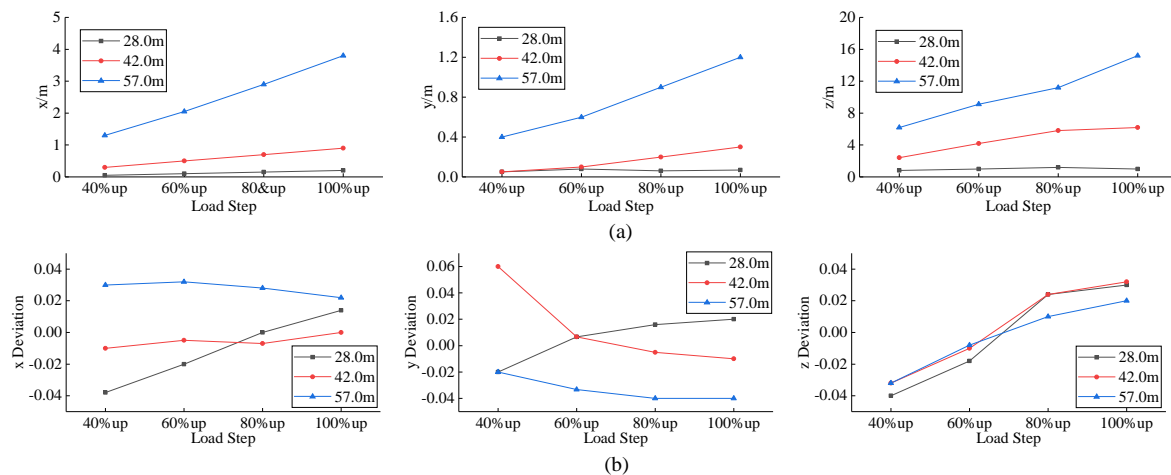 5
4
3
2
1
0
x/m
28.0m
42.0m
57.0m
40%up 60%up 80&up 100%up
Load Step
1.6
1.2
0.8
0.4
0.0
y/m
28.0m
42.0m
57.0m
40%up 60%up 80%up 100%up
Load Step
20
16
12
8
4
0
z/m
28.0m
42.0m
57.0m
40%up 60%up 80%up 100%up
Load Step
(a)
0.04
0.02
0.00
-0.02
-0.04
x Deviation
28.0m
42.0m
57.0m
40%up 60%up 80%up 100%up
Load Step
0.06
0.04
0.02
0.00
-0.02
-0.04
y Deviation
28.0m
42.0m
57.0m
40%up 60%up 80%up 100%up
Load Step
0.04
0.02
0.00
-0.02
-0.04
z Deviation
28.0m
42.0m
57.0m
40%up 60%up 80%up 100%up
Load Step
(b)